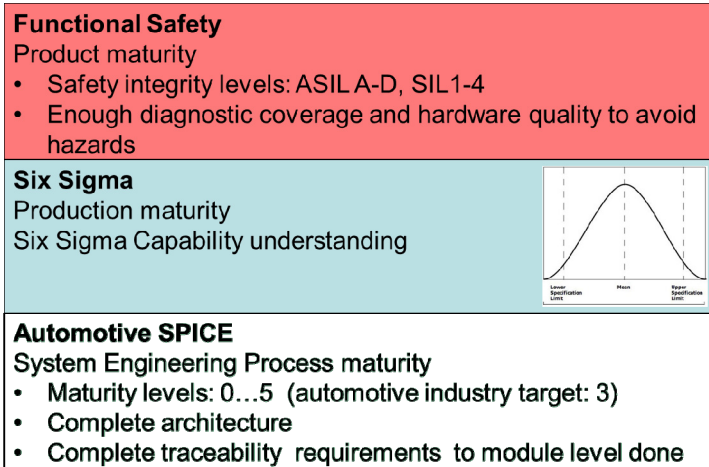 Functional Safety
Product maturity
• Safety integrity levels: ASIL A-D, SIL1-4
• Enough diagnostic coverage and hardware quality to avoid
hazards
Six Sigma
Production maturity
Six Sigma Capability understanding
Lower
Specification
Limit
Mean
Upper
Specification
Limit
Automotive SPICE
System Engineering Process maturity
• Maturity levels: 0…5 (automotive industry target: 3)
• Complete architecture
• Complete traceability requirements to module level done